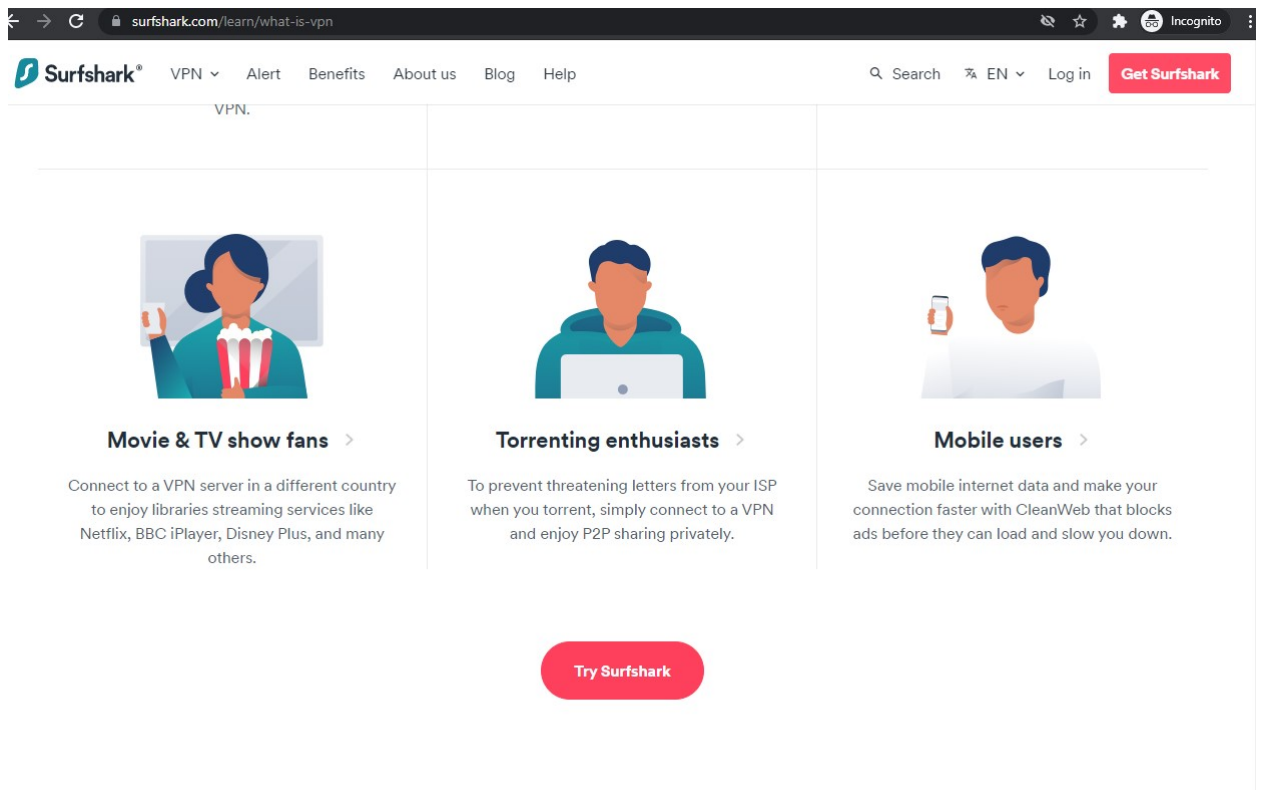 surfshark.com/learn/what-is-vpn
Incognito
Surfshark®
VPN
Alert
Benefits
About us
Blog
Help
Search
EN
Log in
Get Surfshark
VPN.
Movie & TV show fans
Connect to a VPN server in a different country
to enjoy libraries streaming services like
Netflix, BBC iPlayer, Disney Plus, and many
others.
Torrenting enthusiasts
To prevent threatening letters from your ISP
when you torrent, simply connect to a VPN
and enjoy P2P sharing privately.
Mobile users
Save mobile internet data and make your
connection faster with CleanWeb that blocks
ads before they can load and slow you down.
Try Surfshark